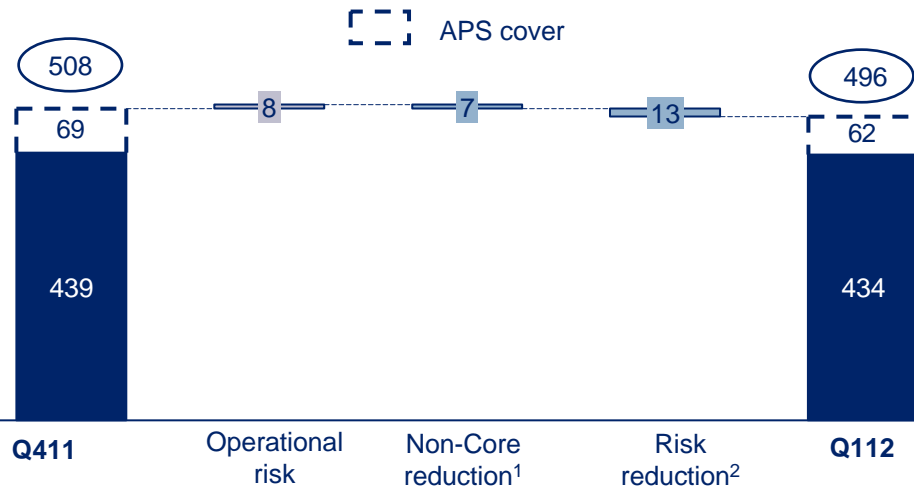 APS cover
508
496
8
7
13
69
62
439
434
Q411
Operational
risk
Non-Core
reduction¹
Risk
reduction²
Q112